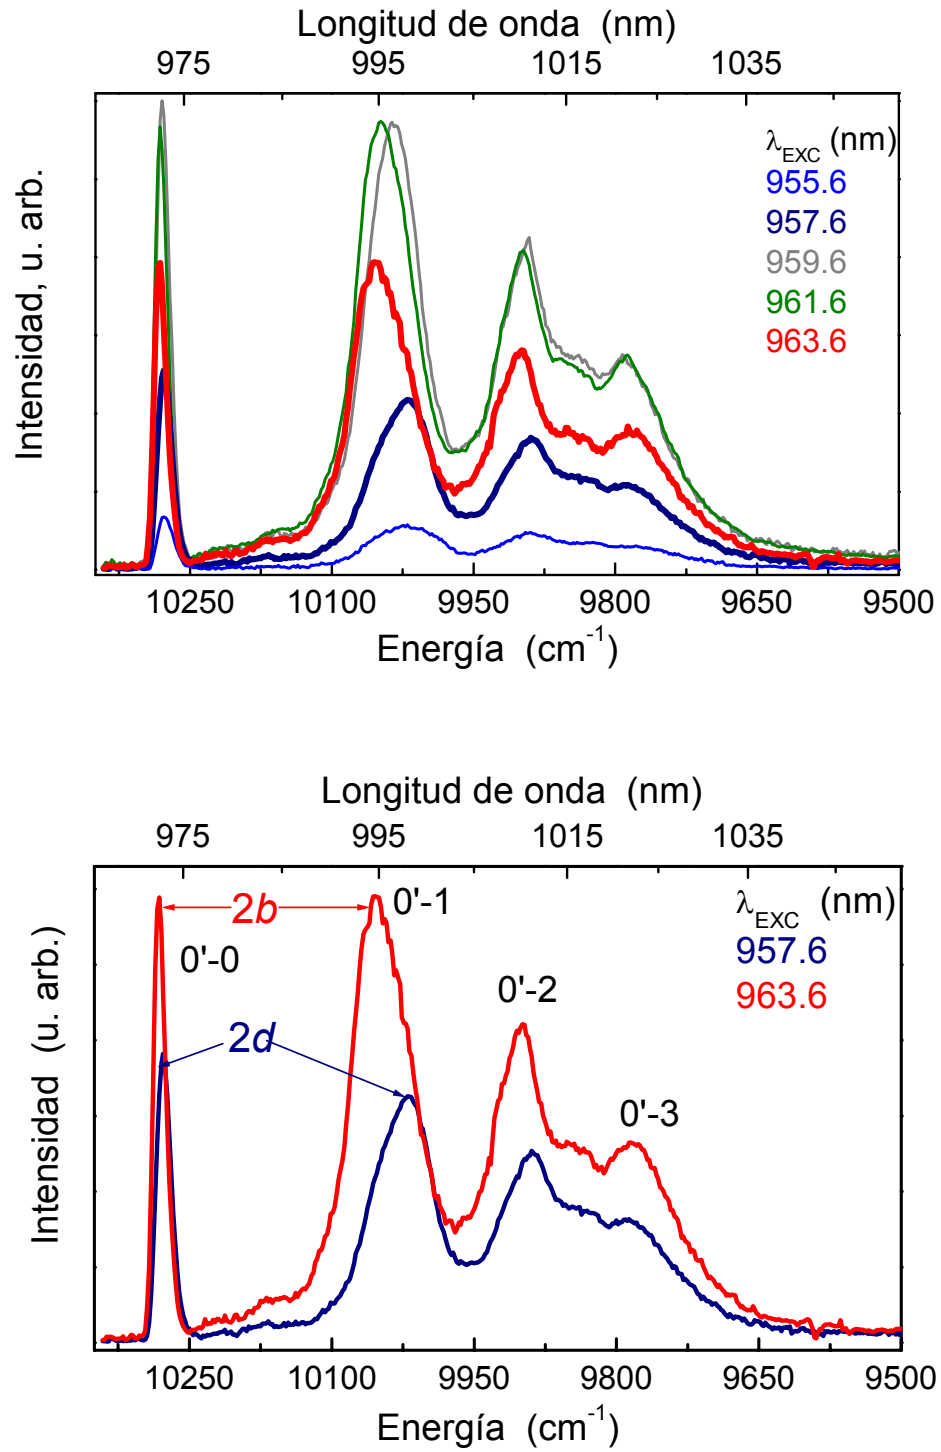 Longitud de onda (nm)
975 995 1015 1035
λEXC (nm)
955.6
957.6
959.6
961.6
963.6
Intensidad, u. arb.
10250 10100 9950 9800 9650 9500
Energía (cm-1)
Longitud de onda (nm)
975 995 1015 1035
λEXC (nm)
957.6
963.6
2b
0'-1
0'-0
0'-2
2d
0'-3
Intensidad (u. arb.)
10250 10100 9950 9800 9650 9500
Energía (cm-1)